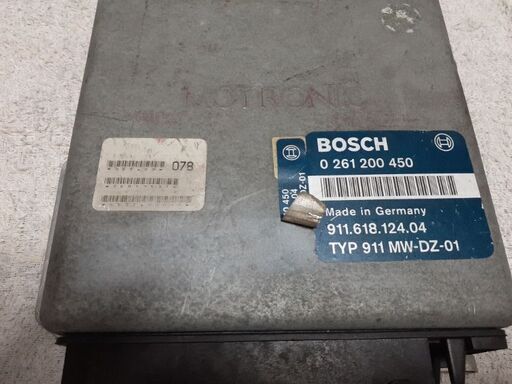 MOTRONIC
078
BOSCH
0 261 200 450
Made in Germany
911.618.124.04
TYP 911 MW-DZ-01